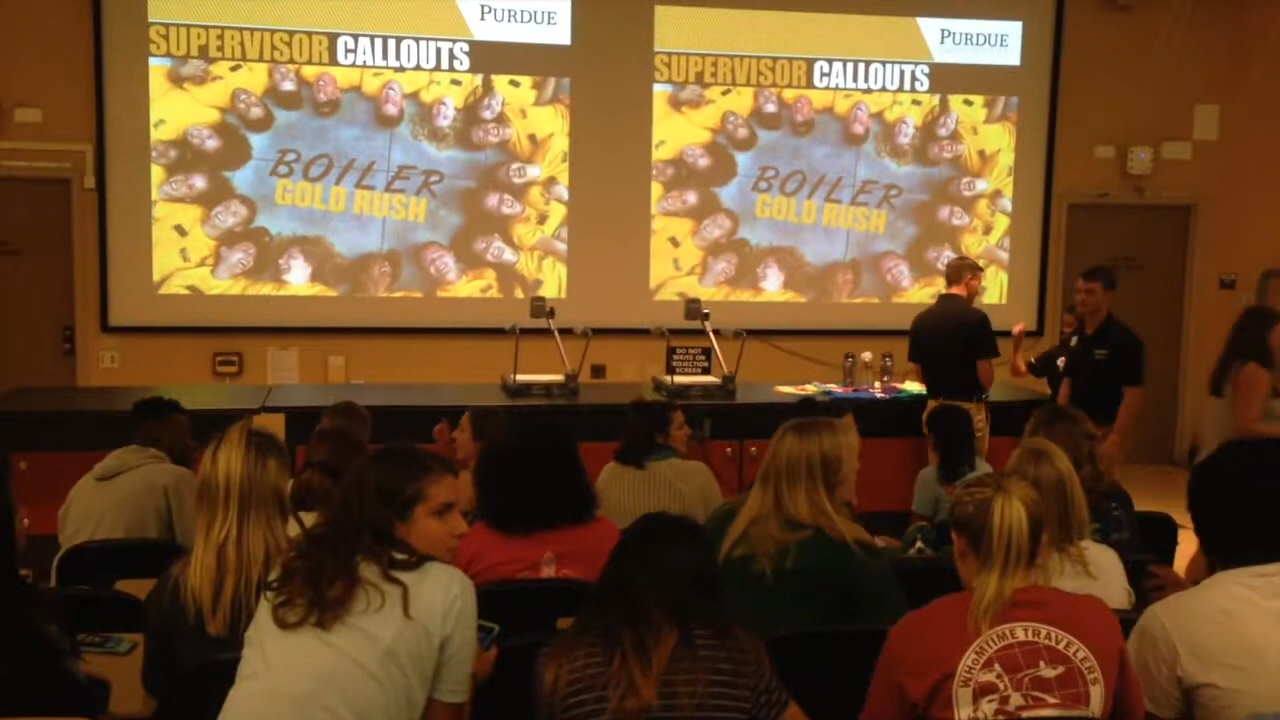 PURDUE
SUPERVISOR CALLOUTS
BOILER
GOLD RUSH
PURDUE
SUPERVISOR CALLOUTS
BOILER
GOLD RUSH
DO NOT
WRITE ON
PROJECTION
SCREEN
WHoMTIME TRAVELERS